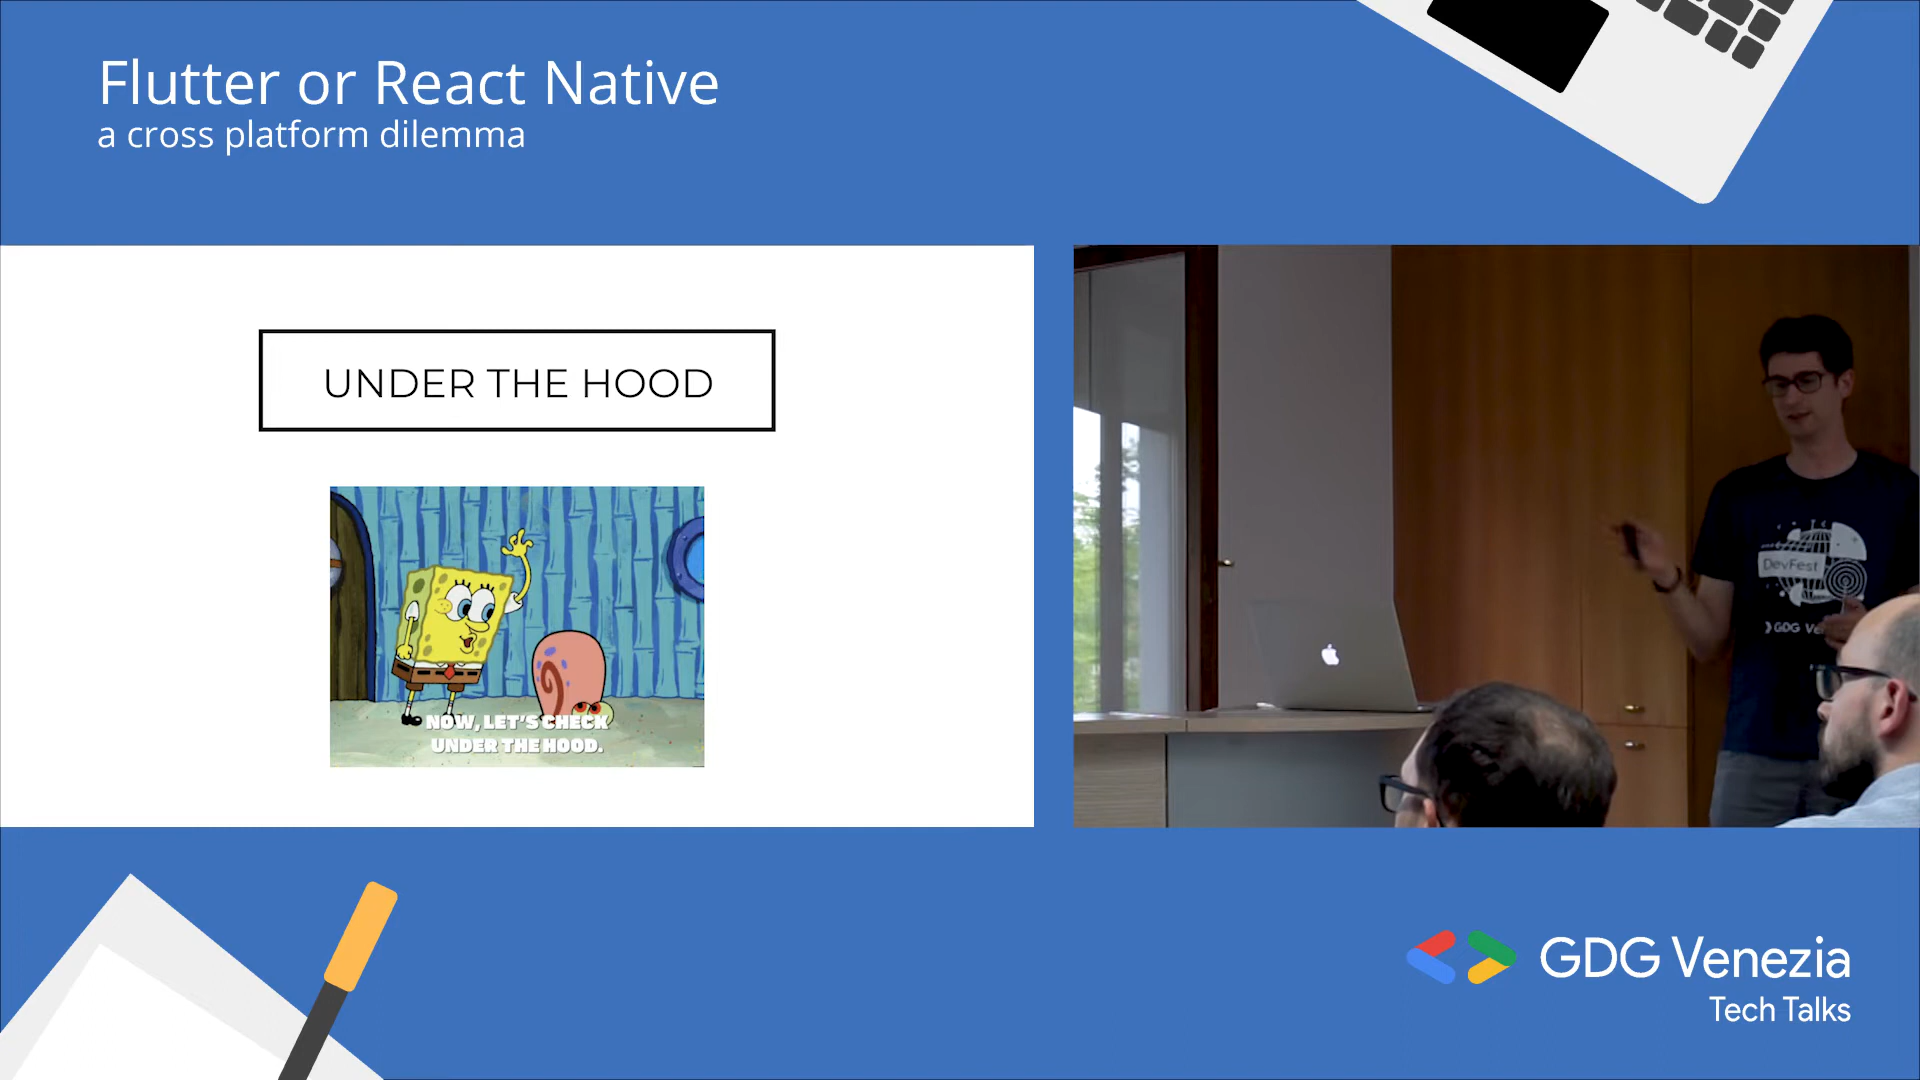 Flutter or React Native
a cross platform dilemma
UNDER THE HOOD
NOW, LET'S CHECK
UNDER THE HOOD.
DevFest
GDG
GDG Venezia
Tech Talks